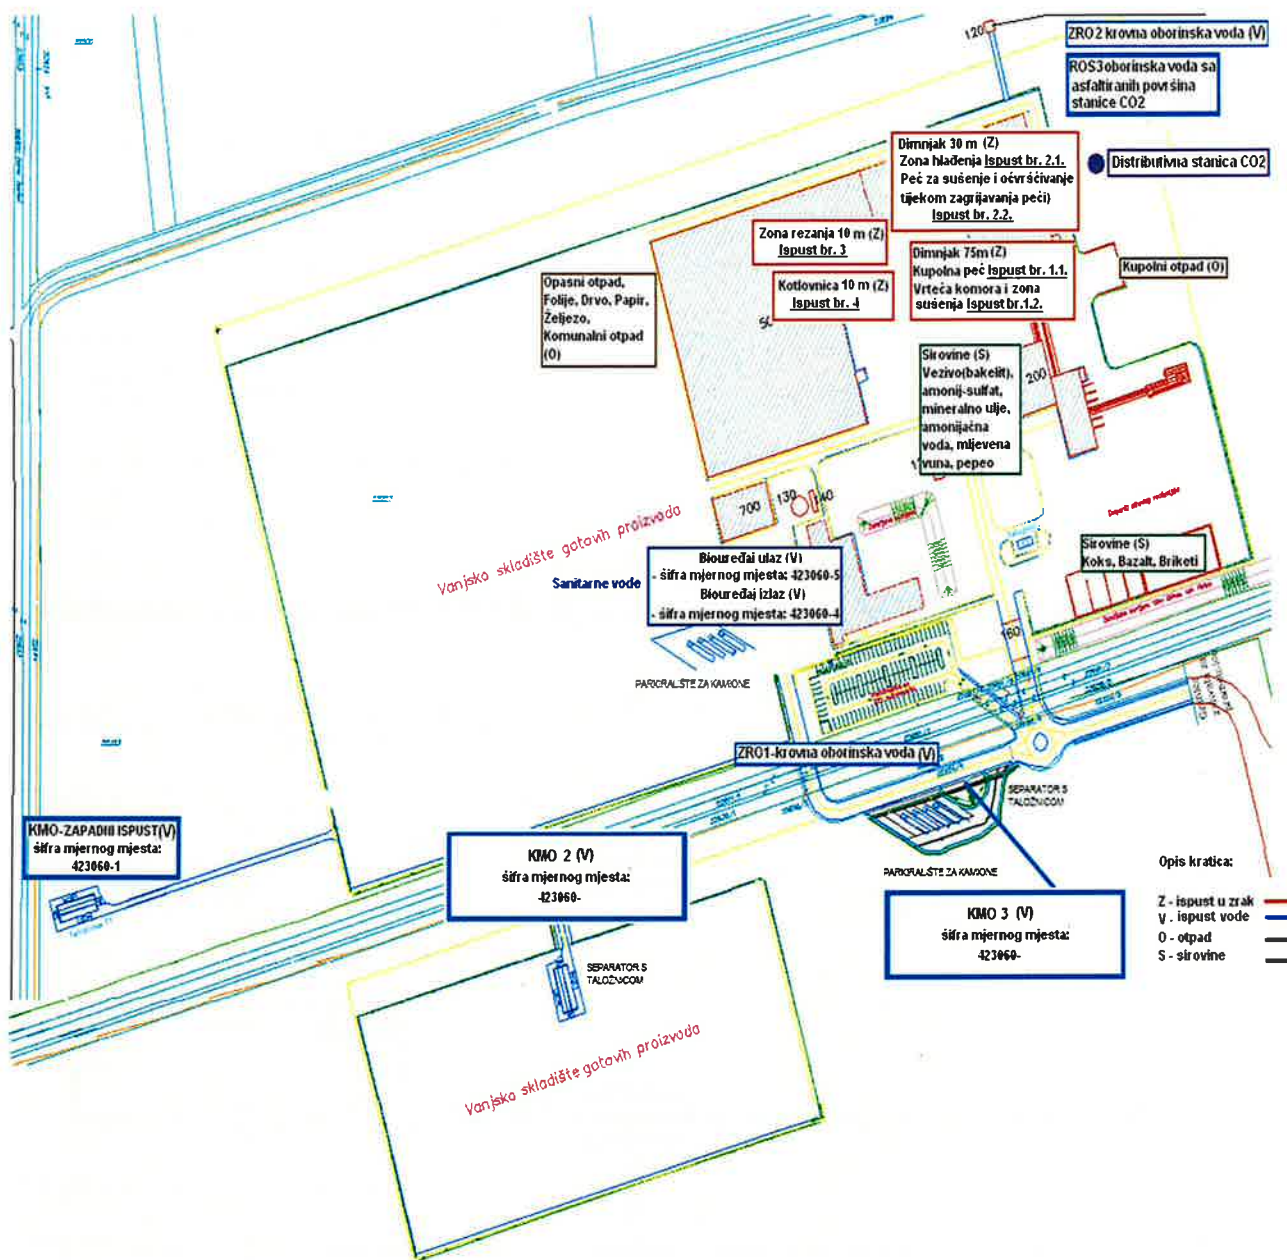 120
ZRO2 krovna oborinska voda (V)
ROS3oborinska voda sa
asfaltiranih površina
stanice CO2
Dimnjak 30 m (Z)
Zona hlađenja Ispust br. 2.1.
Peć za sušenje i očvršćivanje
tijekom zagrijavanja peći)
Ispust br. 2.2.
Distributivna stanica CO2
Zona rezanja 10 m (Z)
Ispust br. 3
Dimnjak 75m (Z)
Kupolna peć Ispust br. 1.1.
Vrteća komora i zona
sušenja Ispust br.1.2.
Kupolni otpad (O)
Kotlovnica 10 m (Z)
Ispust br. 4
Opasni otpad,
Folije, Drvo, Papir,
Željezo,
Komunalni otpad
(O)
Sirovine (S)
Vezivo(bakelit),
amonij-sulfat,
mineralno ulje,
amonijačna
voda, mljevena
vuna, pepeo
200
700
130
140
Vanjsko skladište gotovih proizvoda
Sirovine (S)
Koks, Bazalt, Briketi
Sanitarne vode
Biouređaj ulaz (V)
- šifra mjernog mjesta: 423060-5
Biouređaj izlaz (V)
- šifra mjernog mjesta: 423060-4
160
PARKIRALIŠTE ZA KAMIONE
ZRO1-krovna oborinska voda (V)
SEPARATOR S
TALOŽNICOM
KMO-ZAPADNI ISPUST(V)
šifra mjernog mjesta:
423060-1
KMO 2 (V)
šifra mjernog mjesta:
423060-
PARKIRALIŠTE ZA KAMIONE
KMO 3 (V)
šifra mjernog mjesta:
423060-
Opis kratica:
Z - ispust u zrak
V - ispust vode
O - otpad
S - sirovine
SEPARATOR S
TALOŽNICOM
Vanjsko skladište gotovih proizvoda